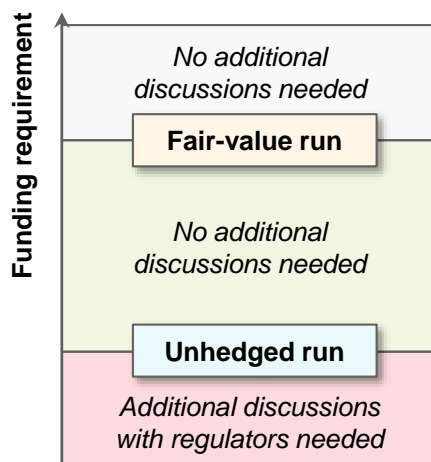 Funding requirement
No additional
discussions needed
Fair-value run
No additional
discussions needed
Unhedged run
Additional discussions
with regulators needed